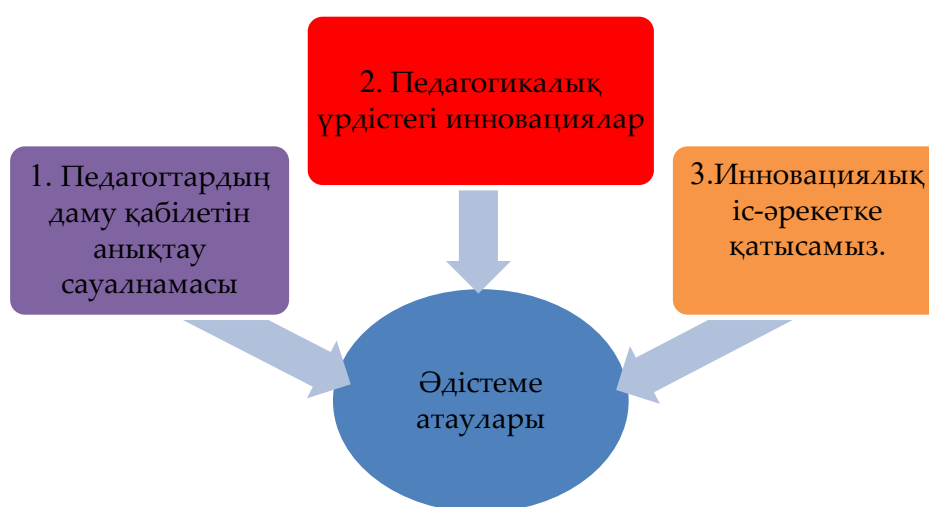 1. Педагогтардың
даму қабілетін
анықтау
сауалнамасы
2. Педагогикалық
үрдістегі инновациялар
3.Инновациялық
іс-әрекетке
қатысамыз.
Әдістеме
атаулары